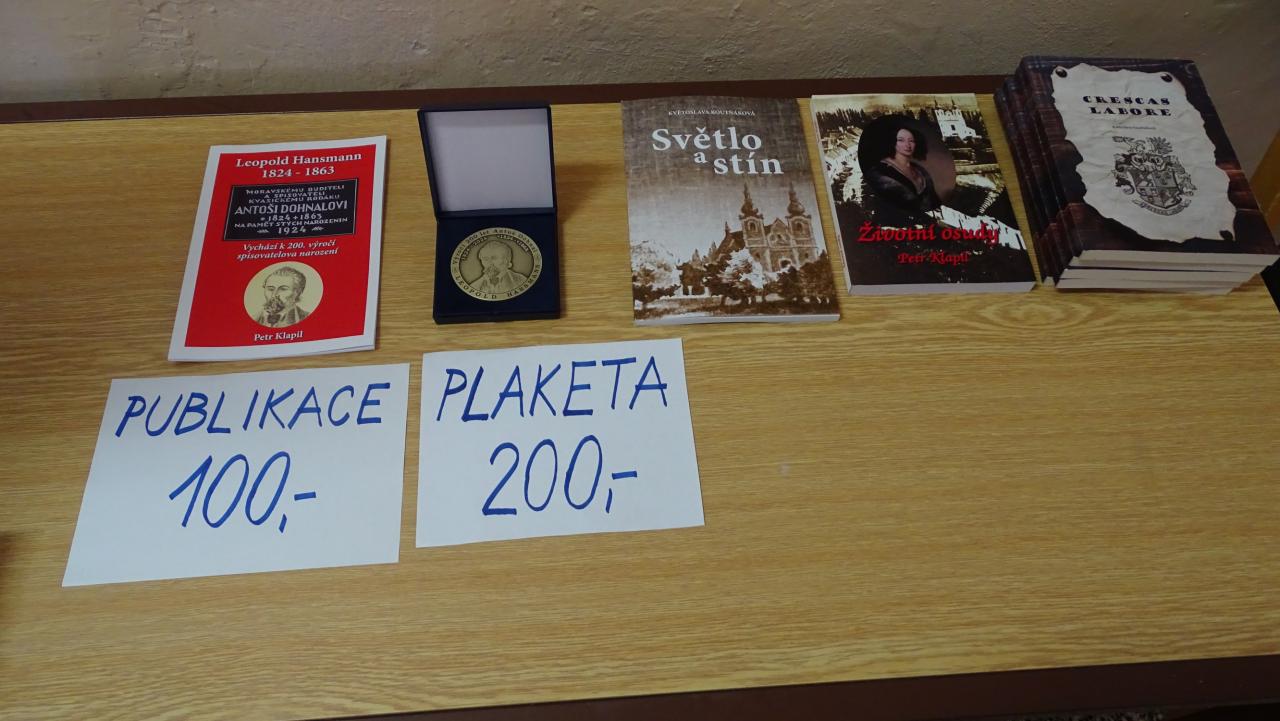 Leopold Hansmann
1824 - 1863
MORAVSKÉMU BUDITELI
A SPISOVATELI
KVASICKÉMU RODÁKU
ANTOŠI DOHNALOVI
* 1824 + 1863
NA PAMĚŤ STÝCH NAROZENIN
1924
Vychází k 200. výročí
spisovatelova narození
Petr Klapil
LEOPOLD HANSMANN
KVĚTOSLAVA KOUTŇÁKOVÁ
Světlo
a
stín
Životní osudy
Petr Klapil
CRESCAS
LABORE
PUBLIKACE
100,-
PLAKETA
200,-